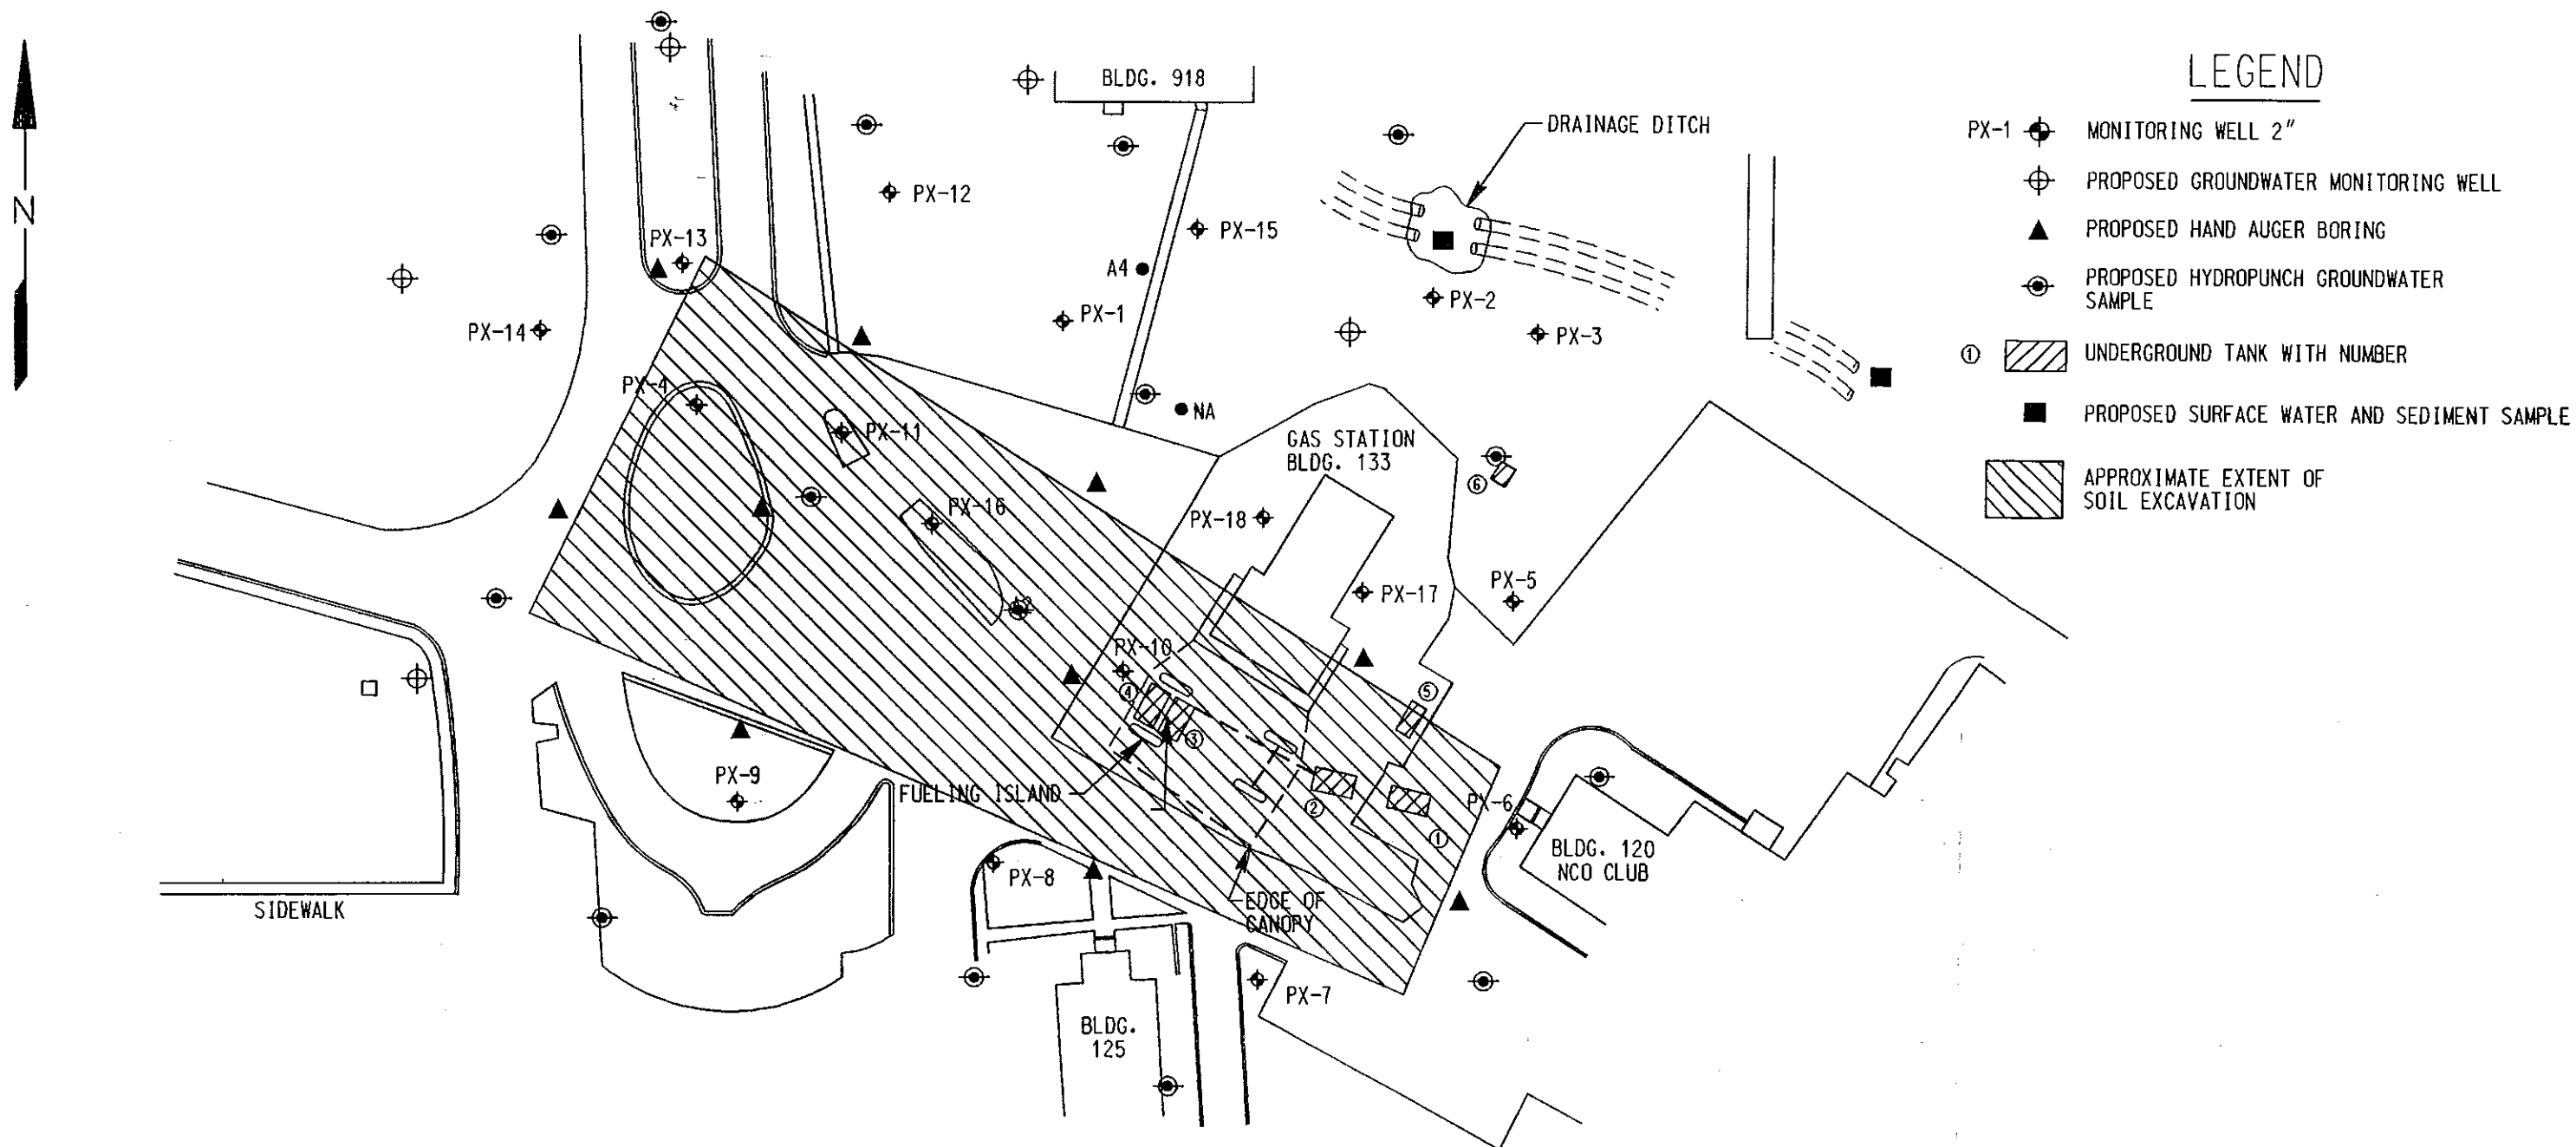 N
BLDG. 918
DRAINAGE DITCH
PX-12
PX-13
PX-15
A4
PX-1
PX-2
PX-3
PX-14
PX-4
PX-11
NA
GAS STATION
BLDG. 133
⑥
PX-16
PX-18
PX-17
PX-5
PX-10
④
③
⑤
②
①
PX-9
FUELING ISLAND
PX-6
PX-8
BLDG. 120
NCO CLUB
EDGE OF
CANOPY
SIDEWALK
PX-7
BLDG.
125
LEGEND
PX-1 MONITORING WELL 2"
PROPOSED GROUNDWATER MONITORING WELL
PROPOSED HAND AUGER BORING
PROPOSED HYDROPUNCH GROUNDWATER
SAMPLE
① UNDERGROUND TANK WITH NUMBER
PROPOSED SURFACE WATER AND SEDIMENT SAMPLE
APPROXIMATE EXTENT OF
SOIL EXCAVATION